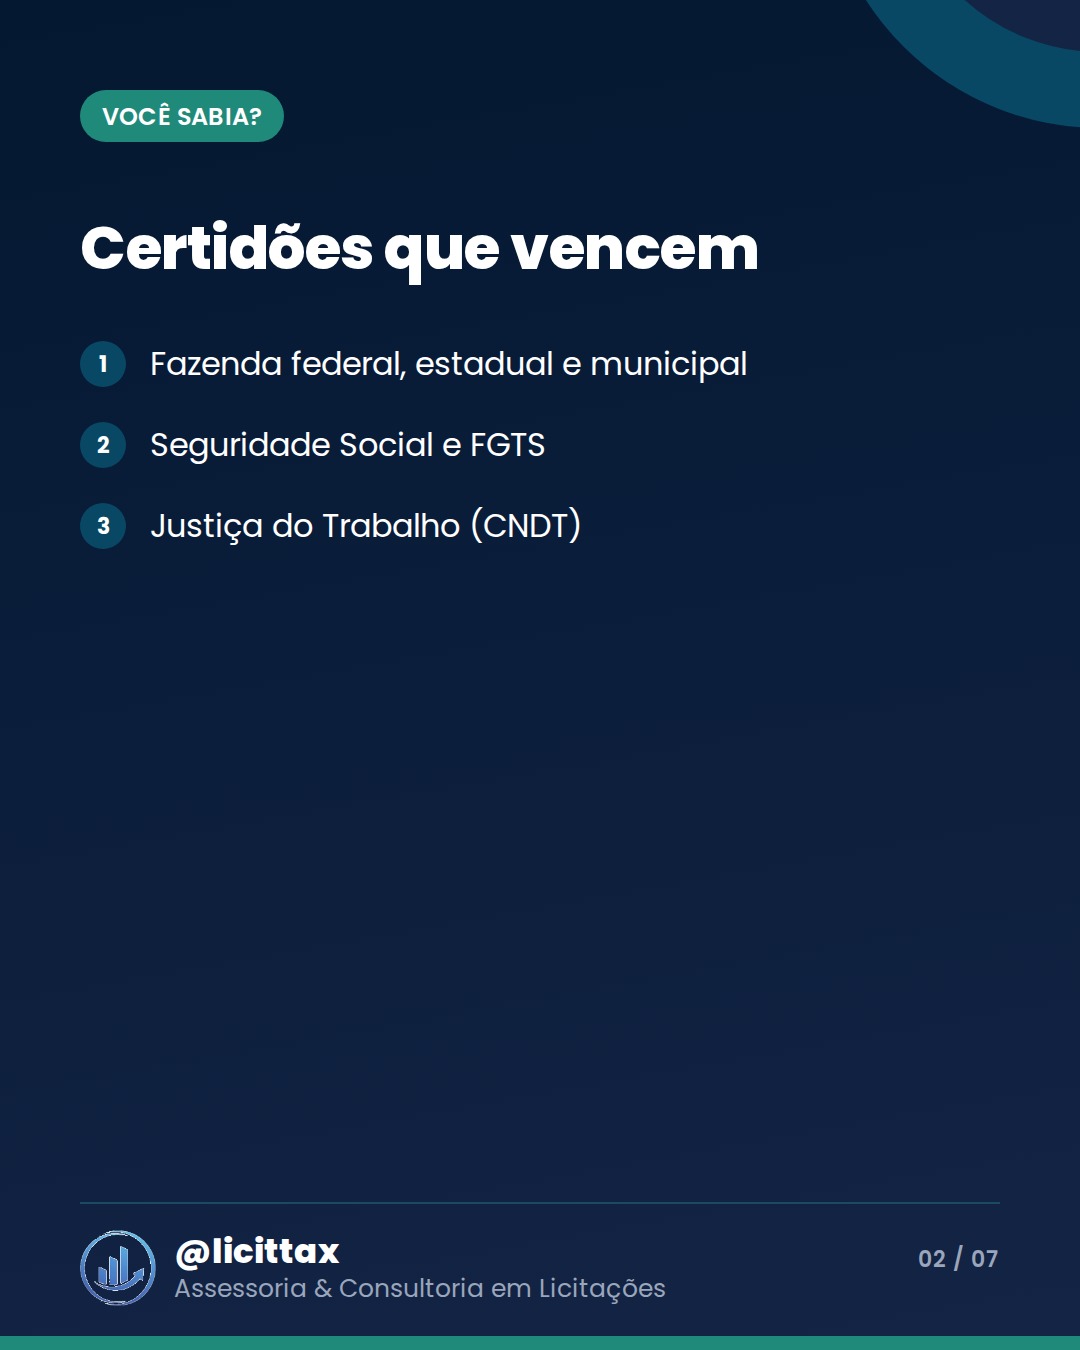 VOCÊ SABIA?
Certidões que vencem
1 Fazenda federal, estadual e municipal
2 Seguridade Social e FGTS
3 Justiça do Trabalho (CNDT)
@licittax
Assessoria & Consultoria em Licitações
02 / 07